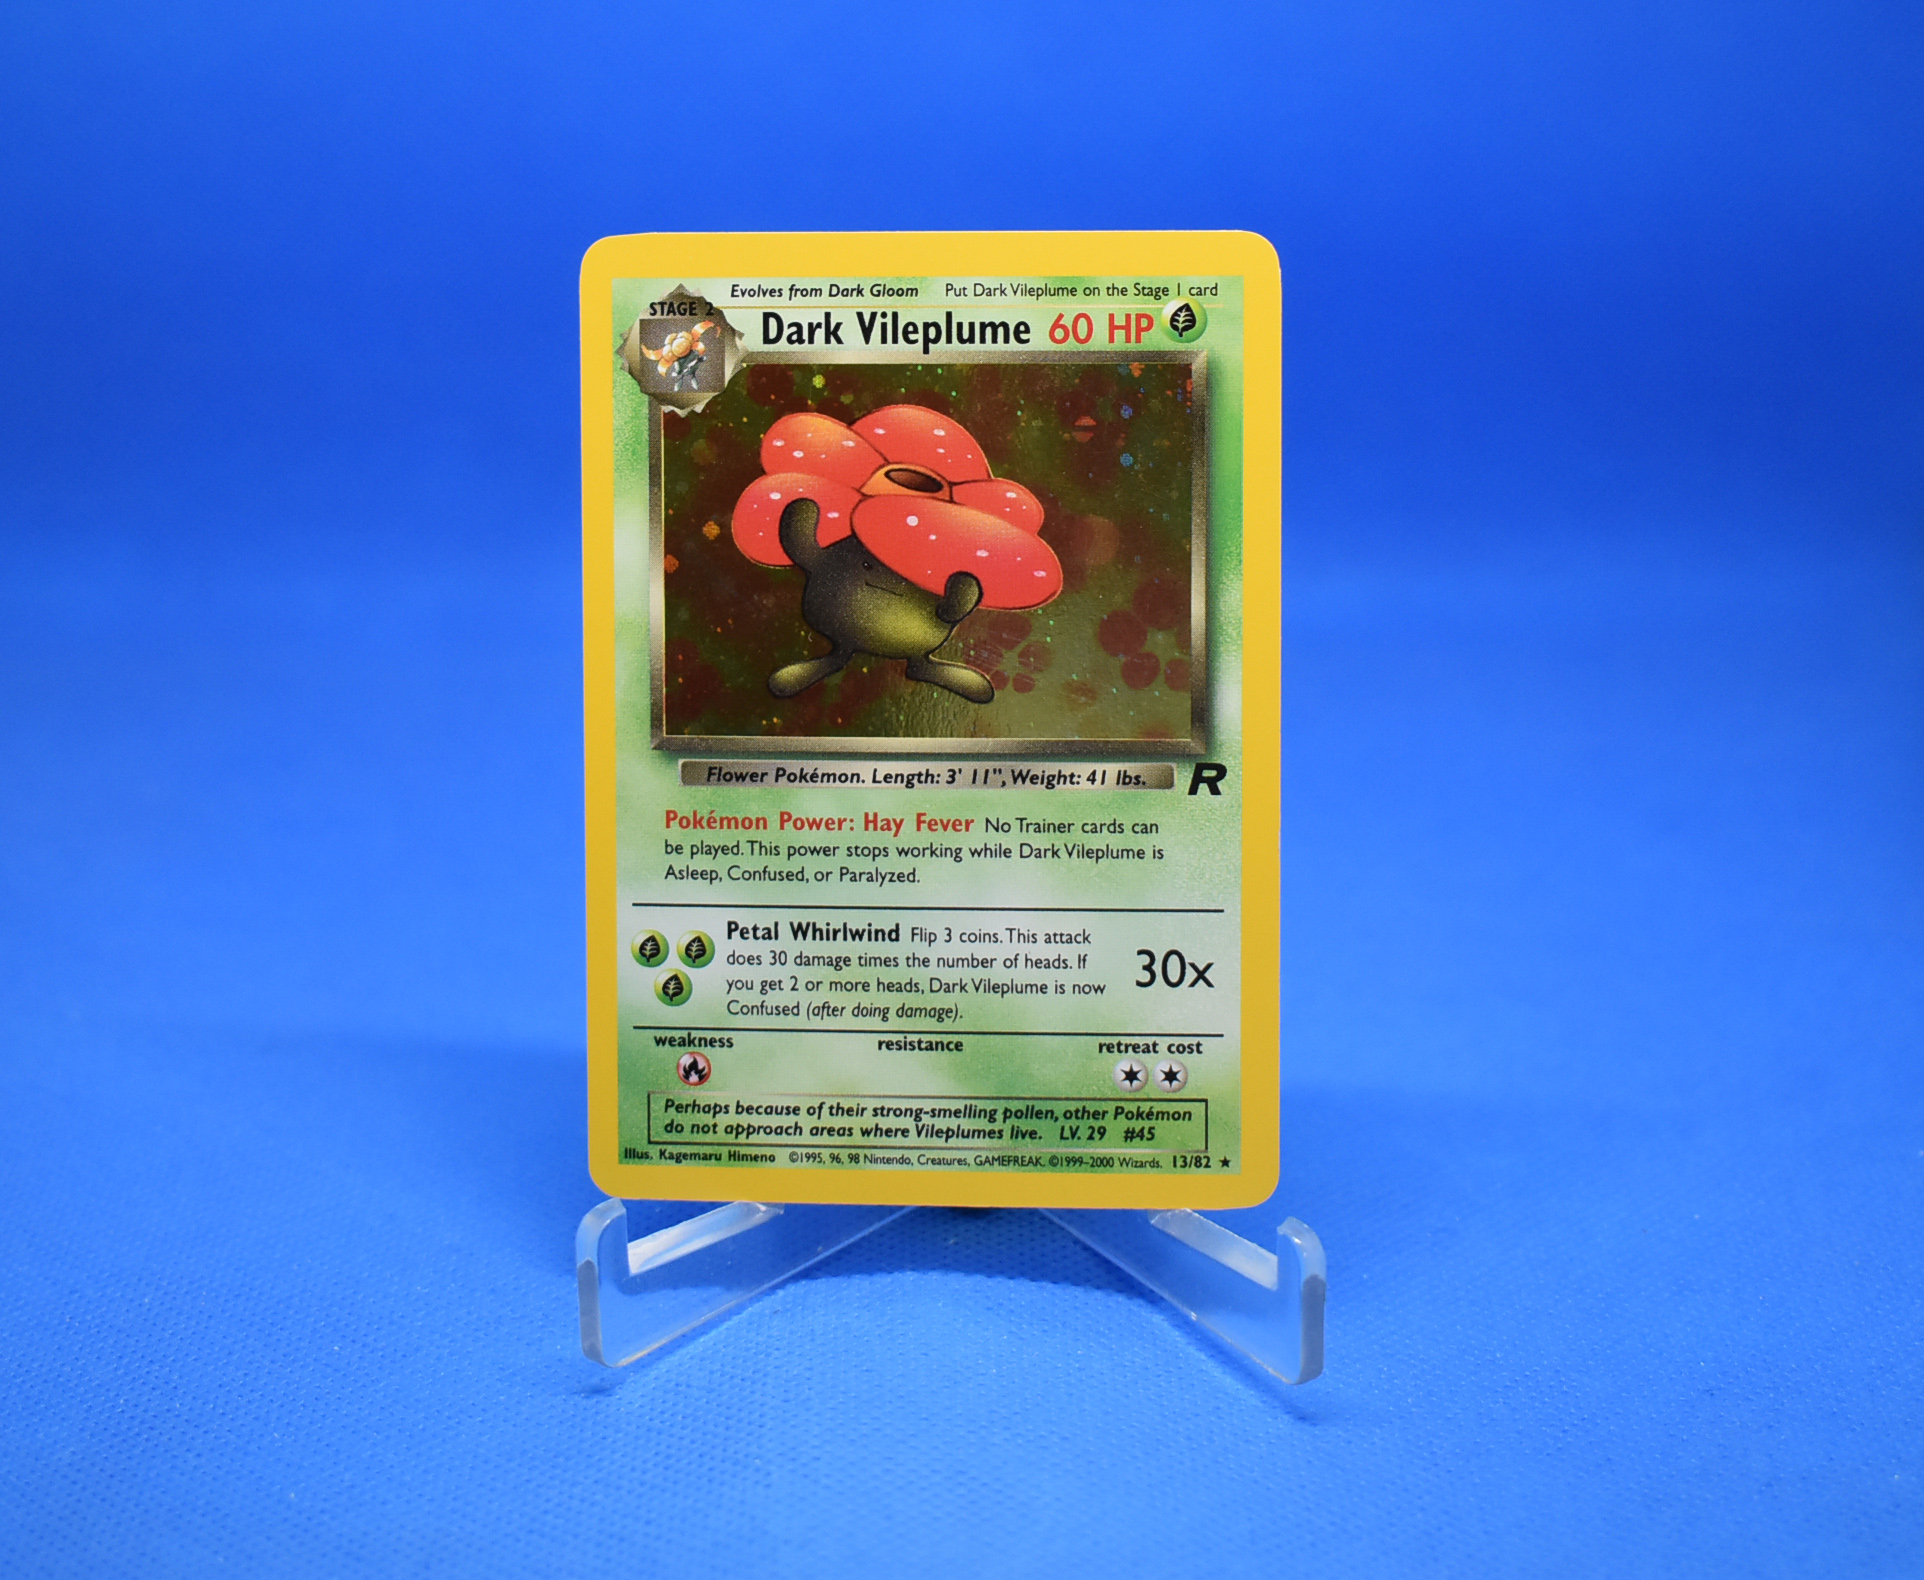 Evolves from Dark Gloom Put Dark Vileplume on the Stage 1 card
STAGE 2
Dark Vileplume 60 HP
Flower Pokémon. Length: 3' 11", Weight: 41 lbs.
R
Pokémon Power: Hay Fever No Trainer cards can
be played. This power stops working while Dark Vileplume is
Asleep, Confused, or Paralyzed.
Petal Whirlwind Flip 3 coins. This attack
does 30 damage times the number of heads. If
you get 2 or more heads, Dark Vileplume is now
Confused (after doing damage).
30x
weakness resistance retreat cost
Perhaps because of their strong-smelling pollen, other Pokémon
do not approach areas where Vileplumes live. LV. 29 #45
Illus. Kagemaru Himeno ©1995, 96, 98 Nintendo, Creatures, GAMEFREAK. ©1999-2000 Wizards. 13/82 ★